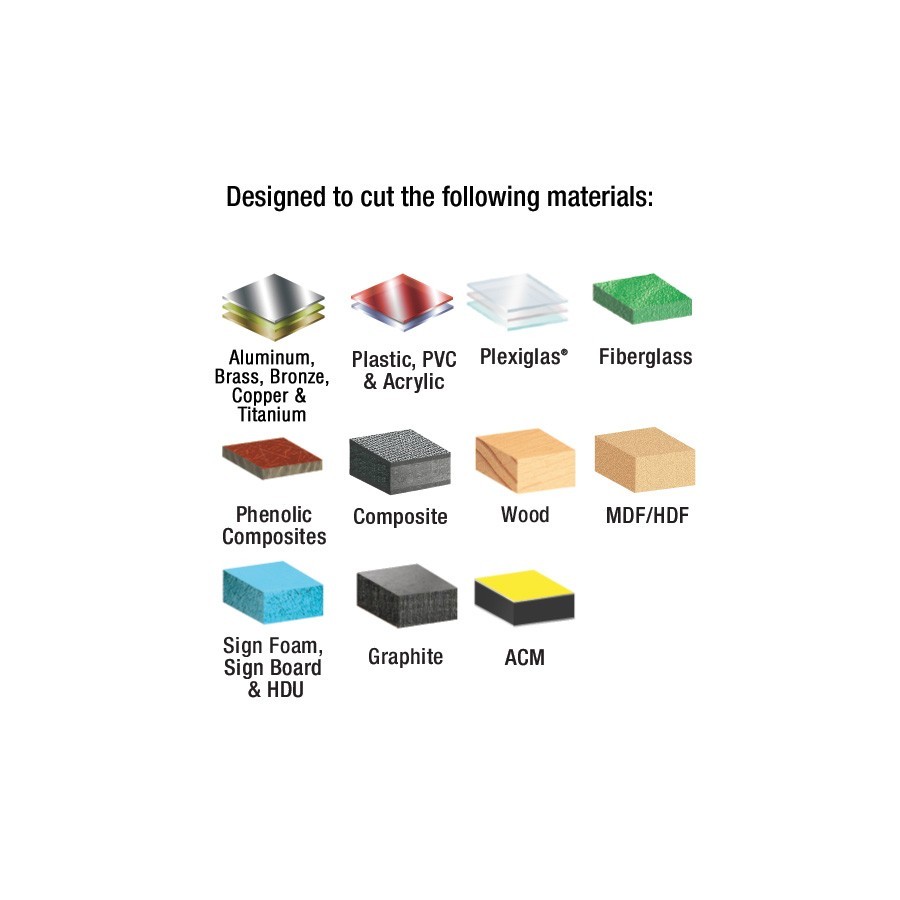 Designed to cut the following materials:
Aluminum,
Brass, Bronze,
Copper &
Titanium
Plastic, PVC
& Acrylic
Plexiglas®
Fiberglass
Phenolic
Composites
Composite
Wood
MDF/HDF
Sign Foam,
Sign Board
& HDU
Graphite
ACM